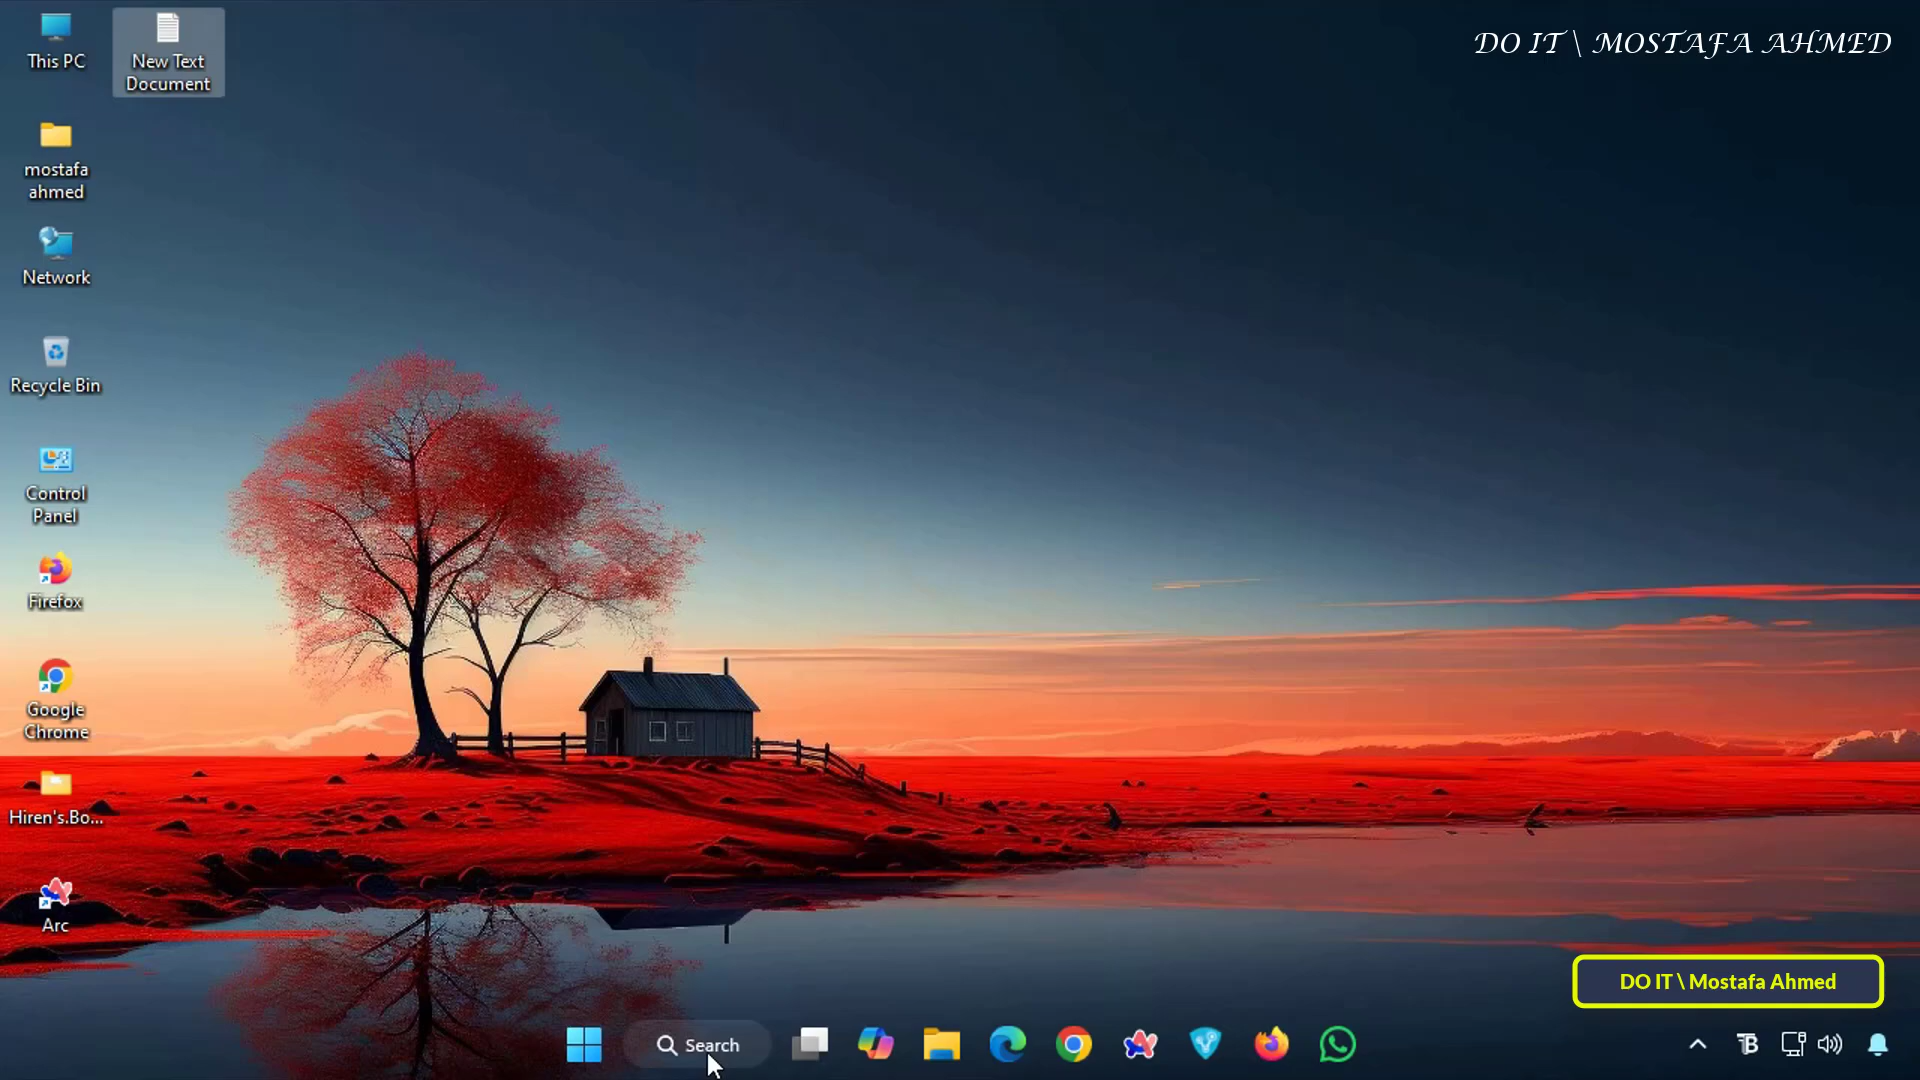 DO IT \ MOSTAFA AHMED
This PC
New Text
Document
mostafa
ahmed
Network
Recycle Bin
Control
Panel
Firefox
Google
Chrome
Hiren's.Bo...
Arc
DO IT \ Mostafa Ahmed
Search